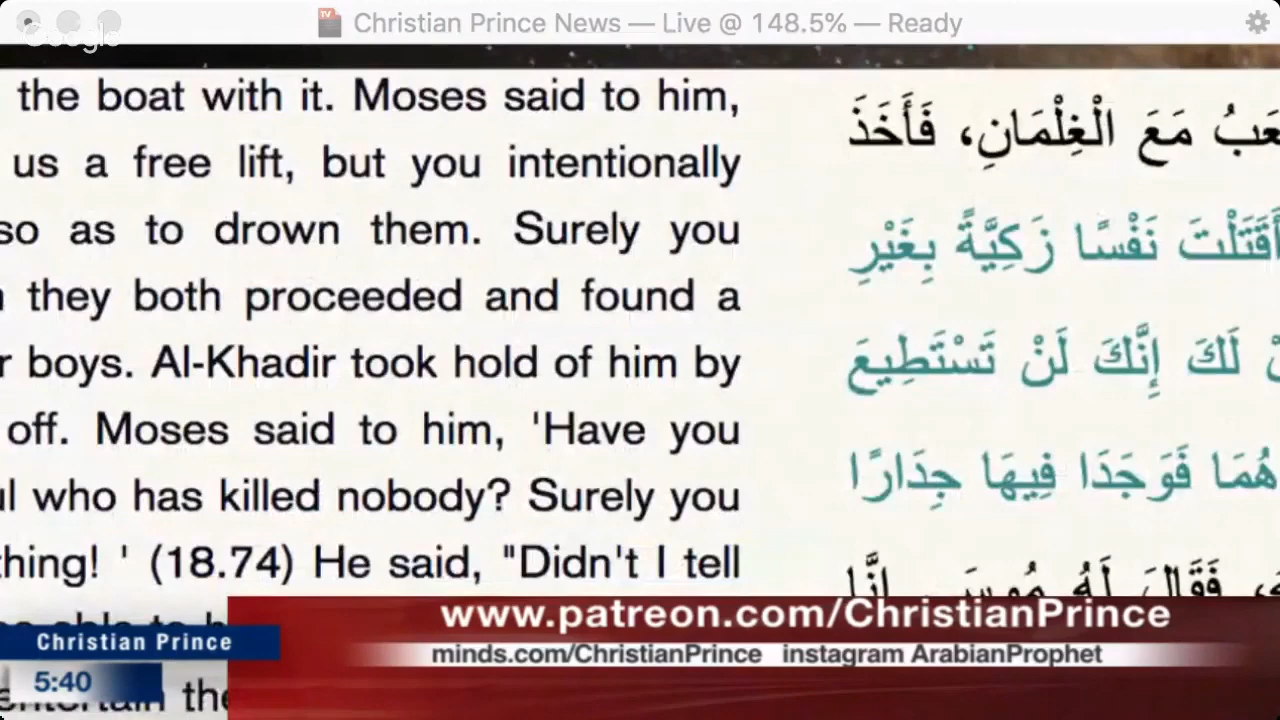 Christian Prince News — Live @ 148.5% — Ready
Google
the boat with it. Moses said to him,
us a free lift, but you intentionally
so as to drown them. Surely you
they both proceeded and found a
boys. Al-Khadir took hold of him by
off. Moses said to him, 'Have you
who has killed nobody? Surely you
thing! ' (18.74) He said, "Didn't I tell
مَعَ الْغِلْمَانِ، فَأَخَذَ
أَقَتَلْتَ نَفْسًا زَكِيَّةً بِغَيْرِ
لَكَ إِنَّكَ لَنْ تَسْتَطِيعَ
فَوَجَدَا فِيهَا جِدَارًا
فَقَالَ لَهُ مُوسَى إِنَّا
www.patreon.com/ChristianPrince
minds.com/ChristianPrince instagram ArabianProphet
Christian Prince
5:40